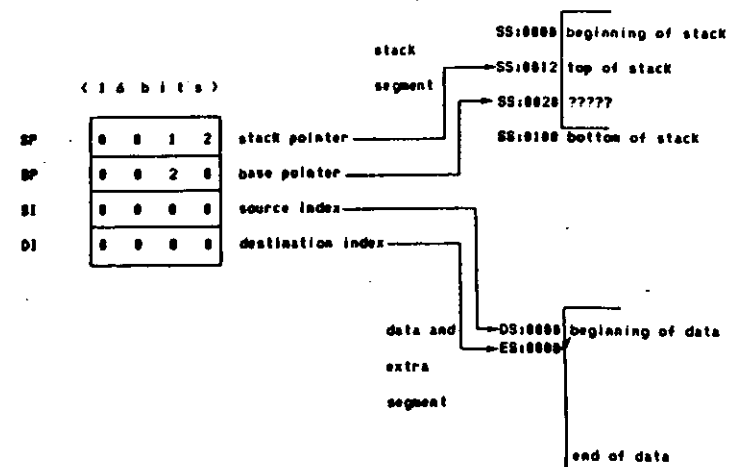 SS:0000 beginning of stack
stack
SS:0012 top of stack
segment
< 1 6 b i t s >
SS:0020 ?????
SP 0 0 1 2 stack pointer
SS:0100 bottom of stack
BP 0 0 2 0 base pointer
SI 0 0 0 0 source index
DI 0 0 0 0 destination index
data and DS:0000 beginning of data
ES:0000
extra
segment
end of data